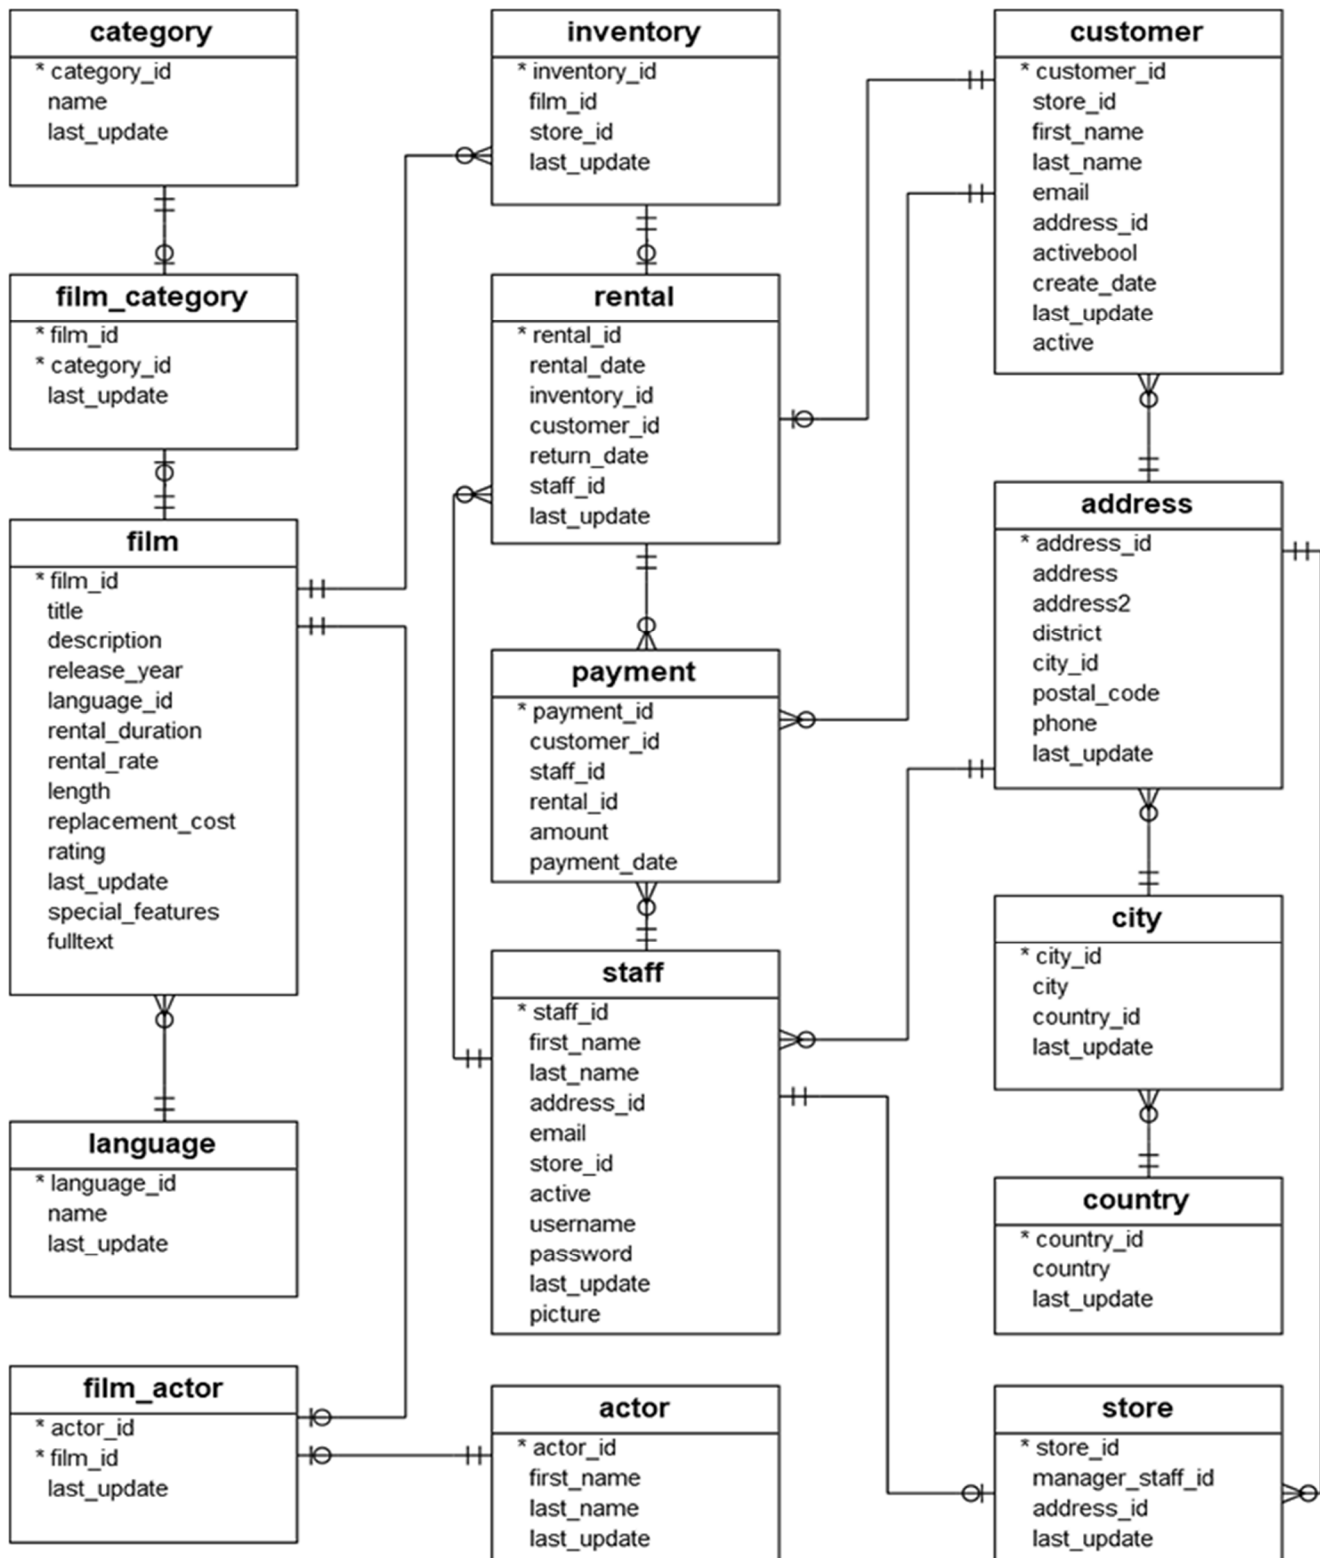 category
* category_id
name
last_update
film_category
* film_id
* category_id
last_update
film
* film_id
title
description
release_year
language_id
rental_duration
rental_rate
length
replacement_cost
rating
last_update
special_features
fulltext
language
* language_id
name
last_update
film_actor
* actor_id
* film_id
last_update
inventory
* inventory_id
film_id
store_id
last_update
rental
* rental_id
rental_date
inventory_id
customer_id
return_date
staff_id
last_update
payment
* payment_id
customer_id
staff_id
rental_id
amount
payment_date
staff
* staff_id
first_name
last_name
address_id
email
store_id
active
username
password
last_update
picture
actor
* actor_id
first_name
last_name
last_update
customer
* customer_id
store_id
first_name
last_name
email
address_id
activebool
create_date
last_update
active
address
* address_id
address
address2
district
city_id
postal_code
phone
last_update
city
* city_id
city
country_id
last_update
country
* country_id
country
last_update
store
* store_id
manager_staff_id
address_id
last_update